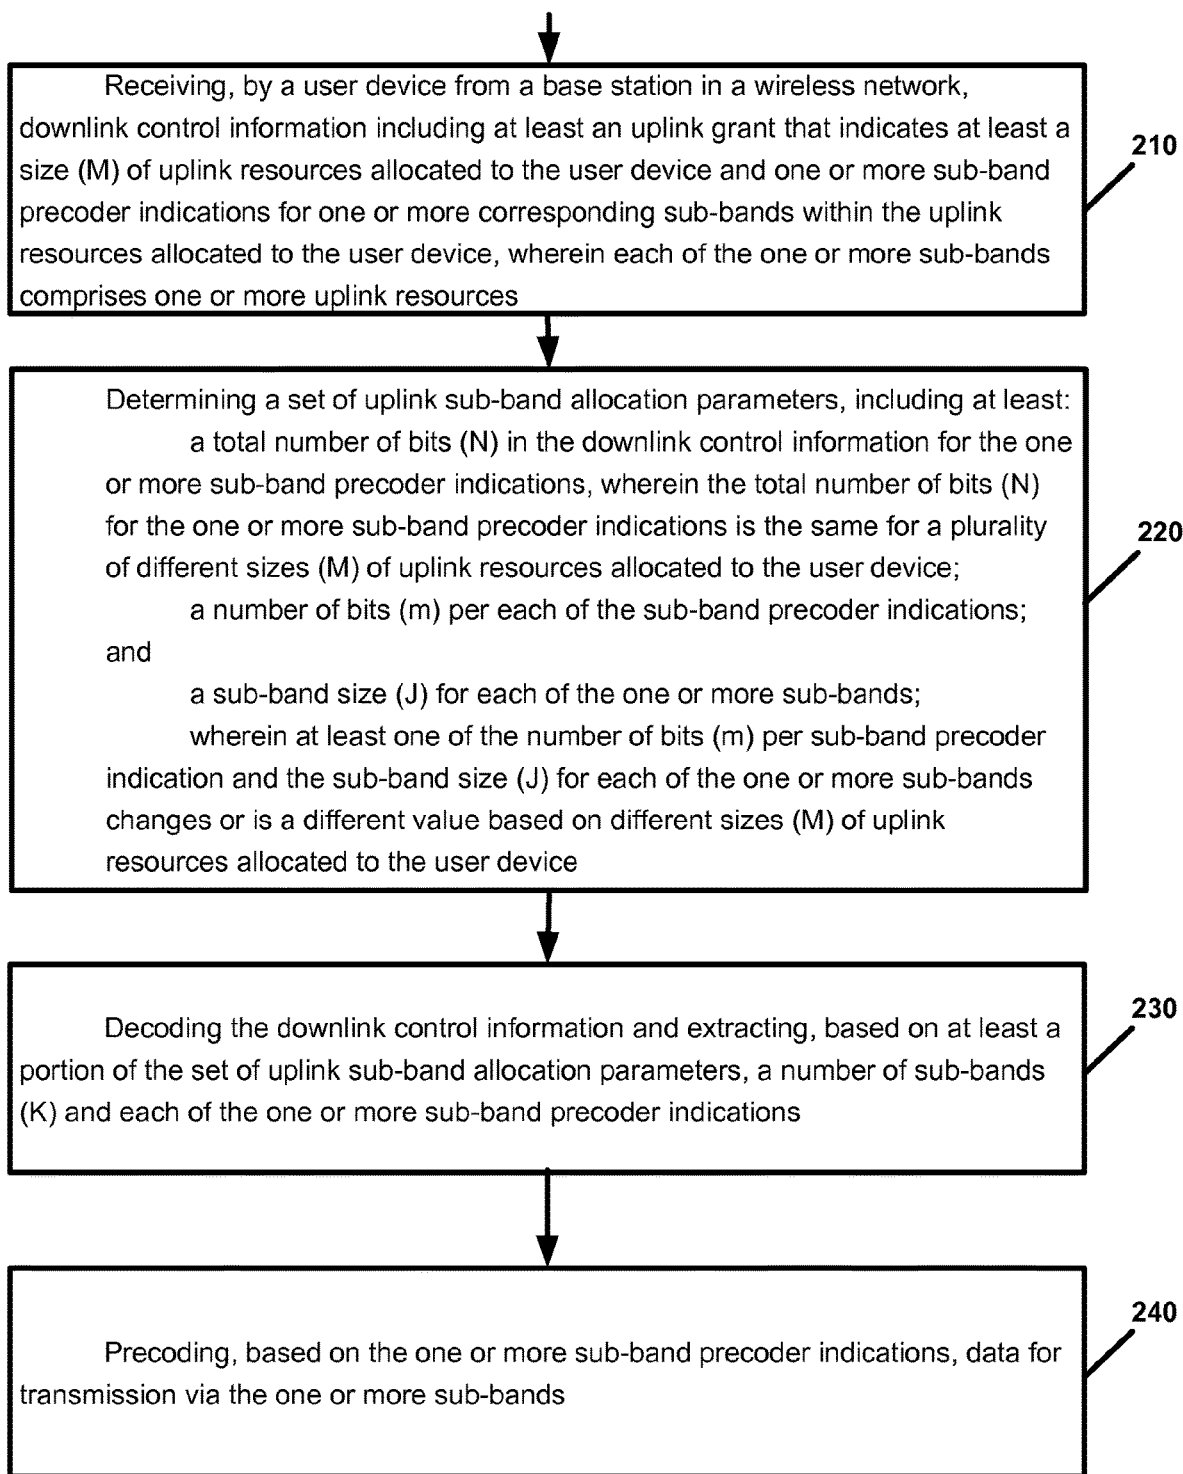 Receiving, by a user device from a base station in a wireless network,
downlink control information including at least an uplink grant that indicates at least a
size (M) of uplink resources allocated to the user device and one or more sub-band
precoder indications for one or more corresponding sub-bands within the uplink
resources allocated to the user device, wherein each of the one or more sub-bands
comprises one or more uplink resources
210
Determining a set of uplink sub-band allocation parameters, including at least:
a total number of bits (N) in the downlink control information for the one
or more sub-band precoder indications, wherein the total number of bits (N)
for the one or more sub-band precoder indications is the same for a plurality
of different sizes (M) of uplink resources allocated to the user device;
a number of bits (m) per each of the sub-band precoder indications;
and
a sub-band size (J) for each of the one or more sub-bands;
wherein at least one of the number of bits (m) per sub-band precoder
indication and the sub-band size (J) for each of the one or more sub-bands
changes or is a different value based on different sizes (M) of uplink
resources allocated to the user device
220
Decoding the downlink control information and extracting, based on at least a
portion of the set of uplink sub-band allocation parameters, a number of sub-bands
(K) and each of the one or more sub-band precoder indications
230
Precoding, based on the one or more sub-band precoder indications, data for
transmission via the one or more sub-bands
240